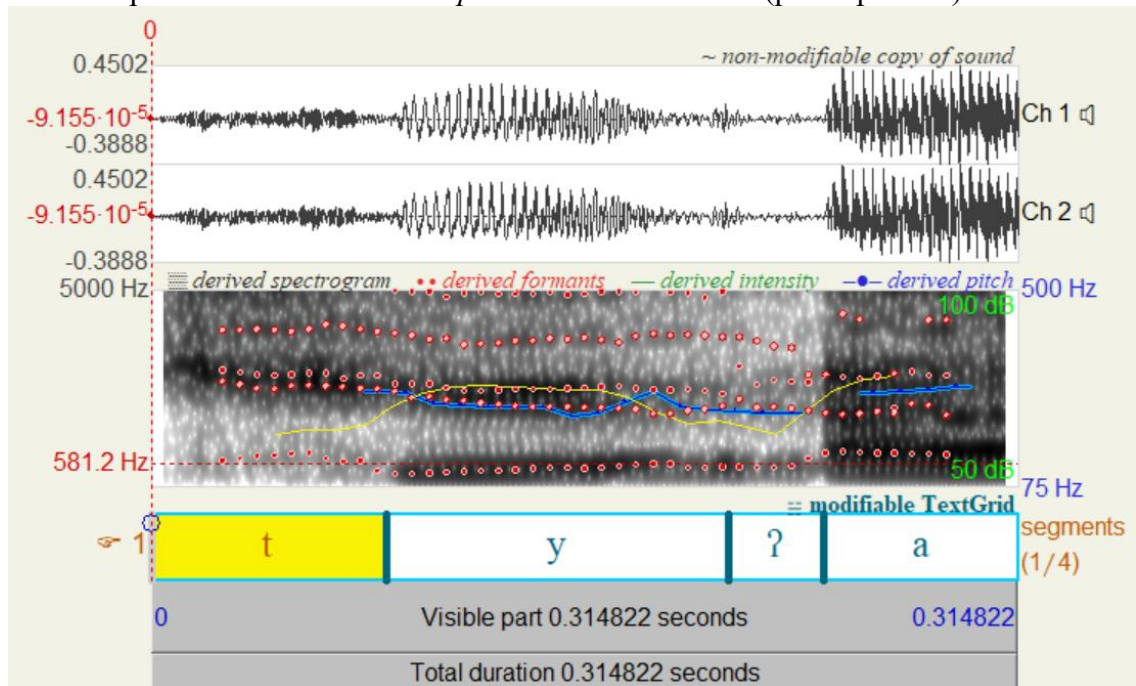 0
0.4502
~ non-modifiable copy of sound
-9.155·10-5
Ch 1
-0.3888
0.4502
-9.155·10-5
Ch 2
-0.3888
5000 Hz
derived spectrogram
derived formants
derived intensity
derived pitch
500 Hz
100 dB
581.2 Hz
50 dB
75 Hz
modifiable TextGrid
1
t
y
ʔ
a
segments
(1/4)
0
Visible part 0.314822 seconds
0.314822
Total duration 0.314822 seconds